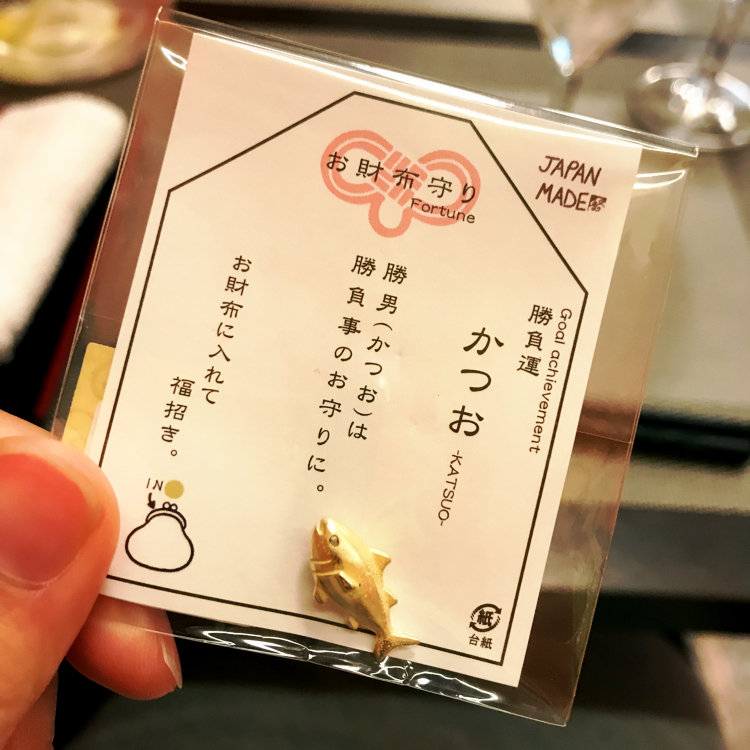 お財布守り
Fortune
JAPAN
MADE
Goal achievement
勝負運
かつお
-KATSUO-
勝男(かつお)は
勝負事のお守りに。
お財布に入れて
福招き。
IN
紙
台紙